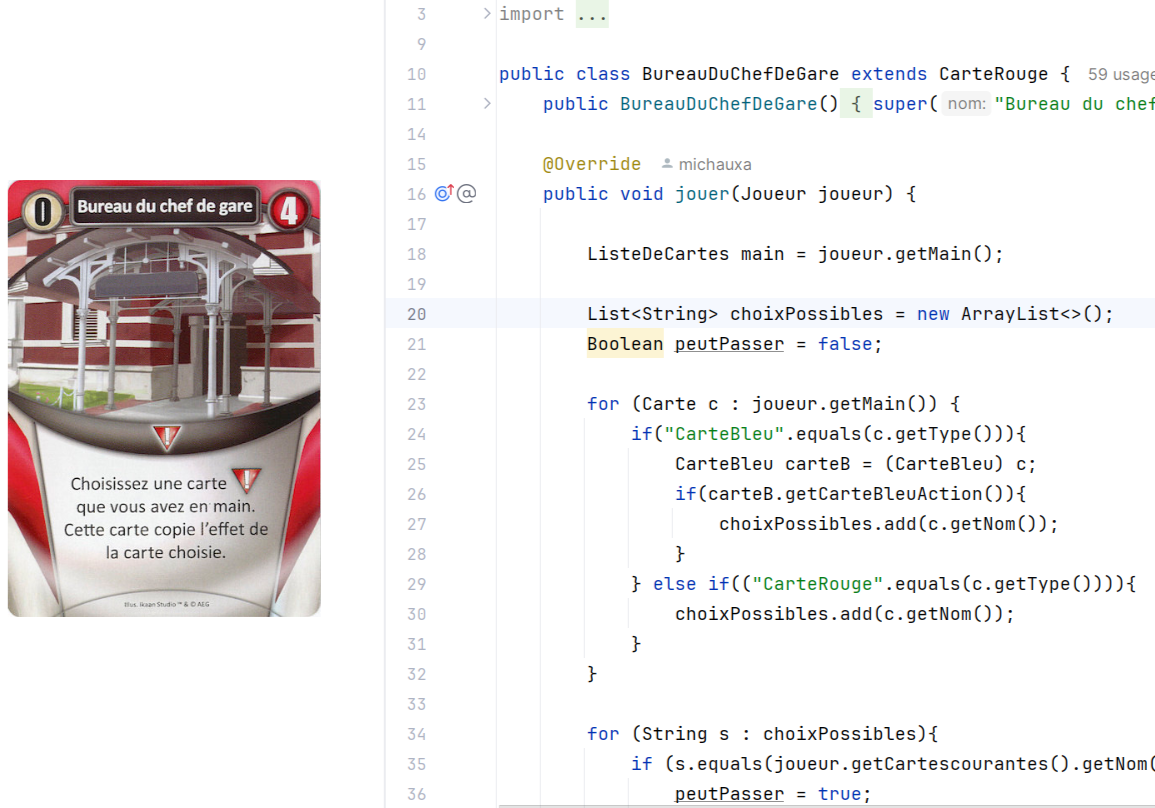 0
Bureau du chef de gare
4
!
Choisissez une carte !
que vous avez en main.
Cette carte copie l'effet de
la carte choisie.
Illus. Iksan Studio ™ & © AEG
3 import ...
9
10 public class BureauDuChefDeGare extends CarteRouge { 59 usage
11 public BureauDuChefDeGare() { super( nom: "Bureau du chef
14
15 @Override michauxa
16 @ public void jouer(Joueur joueur) {
17
18 ListeDeCartes main = joueur.getMain();
19
20 List<String> choixPossibles = new ArrayList<>();
21 Boolean peutPasser = false;
22
23 for (Carte c : joueur.getMain()) {
24 if("CarteBleu".equals(c.getType())){
25 CarteBleu carteB = (CarteBleu) c;
26 if(carteB.getCarteBleuAction()){
27 choixPossibles.add(c.getNom());
28 }
29 } else if(("CarteRouge".equals(c.getType()))){
30 choixPossibles.add(c.getNom());
31 }
32 }
33
34 for (String s : choixPossibles){
35 if (s.equals(joueur.getCartescourantes().getNom(
36 peutPasser = true;